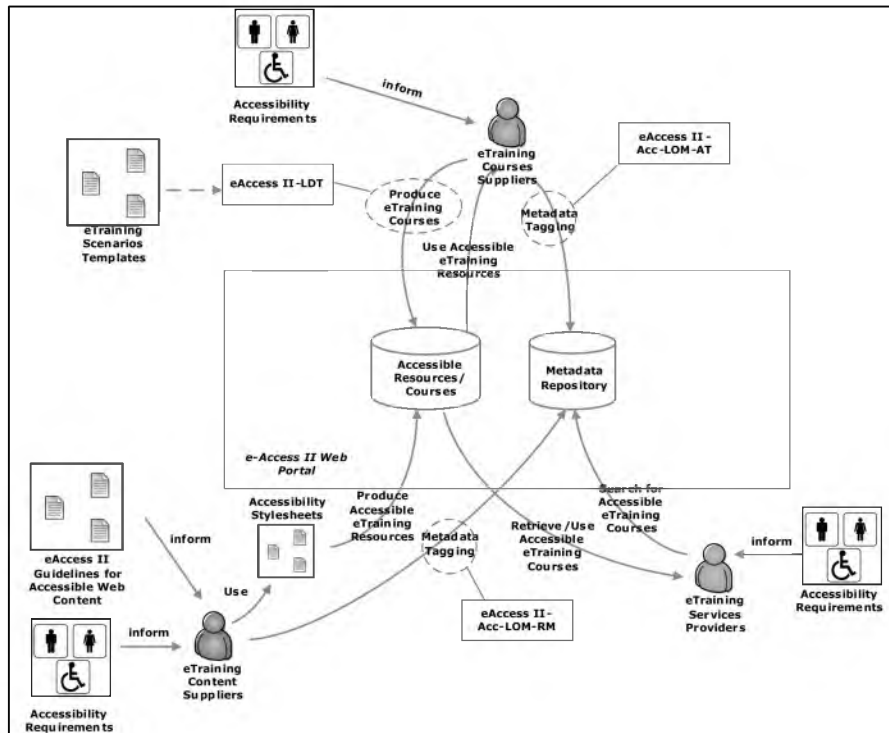 Accessibility
Requirements
inform
eTraining
Courses
Suppliers
eAccess II -
Acc-LOM-AT
eAccess II-LDT
Produce
eTraining
Courses
Metadata
Tagging
eTraining
Scenarios
Templates
Use Accessible
eTraining
Resources
Accessible
Resources/
Courses
Metadata
Repository
e-Access II Web
Portal
Accessibility
Stylesheets
Produce
Accessible
eTraining
Resources
Metadata
Tagging
Retrieve/Use
Accessible
eTraining
Courses
Search for
Accessible
eTraining
Courses
inform
Accessibility
Requirements
eTraining
Services
Providers
eAccess II
Guidelines for
Accessible Web
Content
inform
Use
eAccess II-
Acc-LOM-RM
inform
eTraining
Content
Suppliers
Accessibility
Requirements